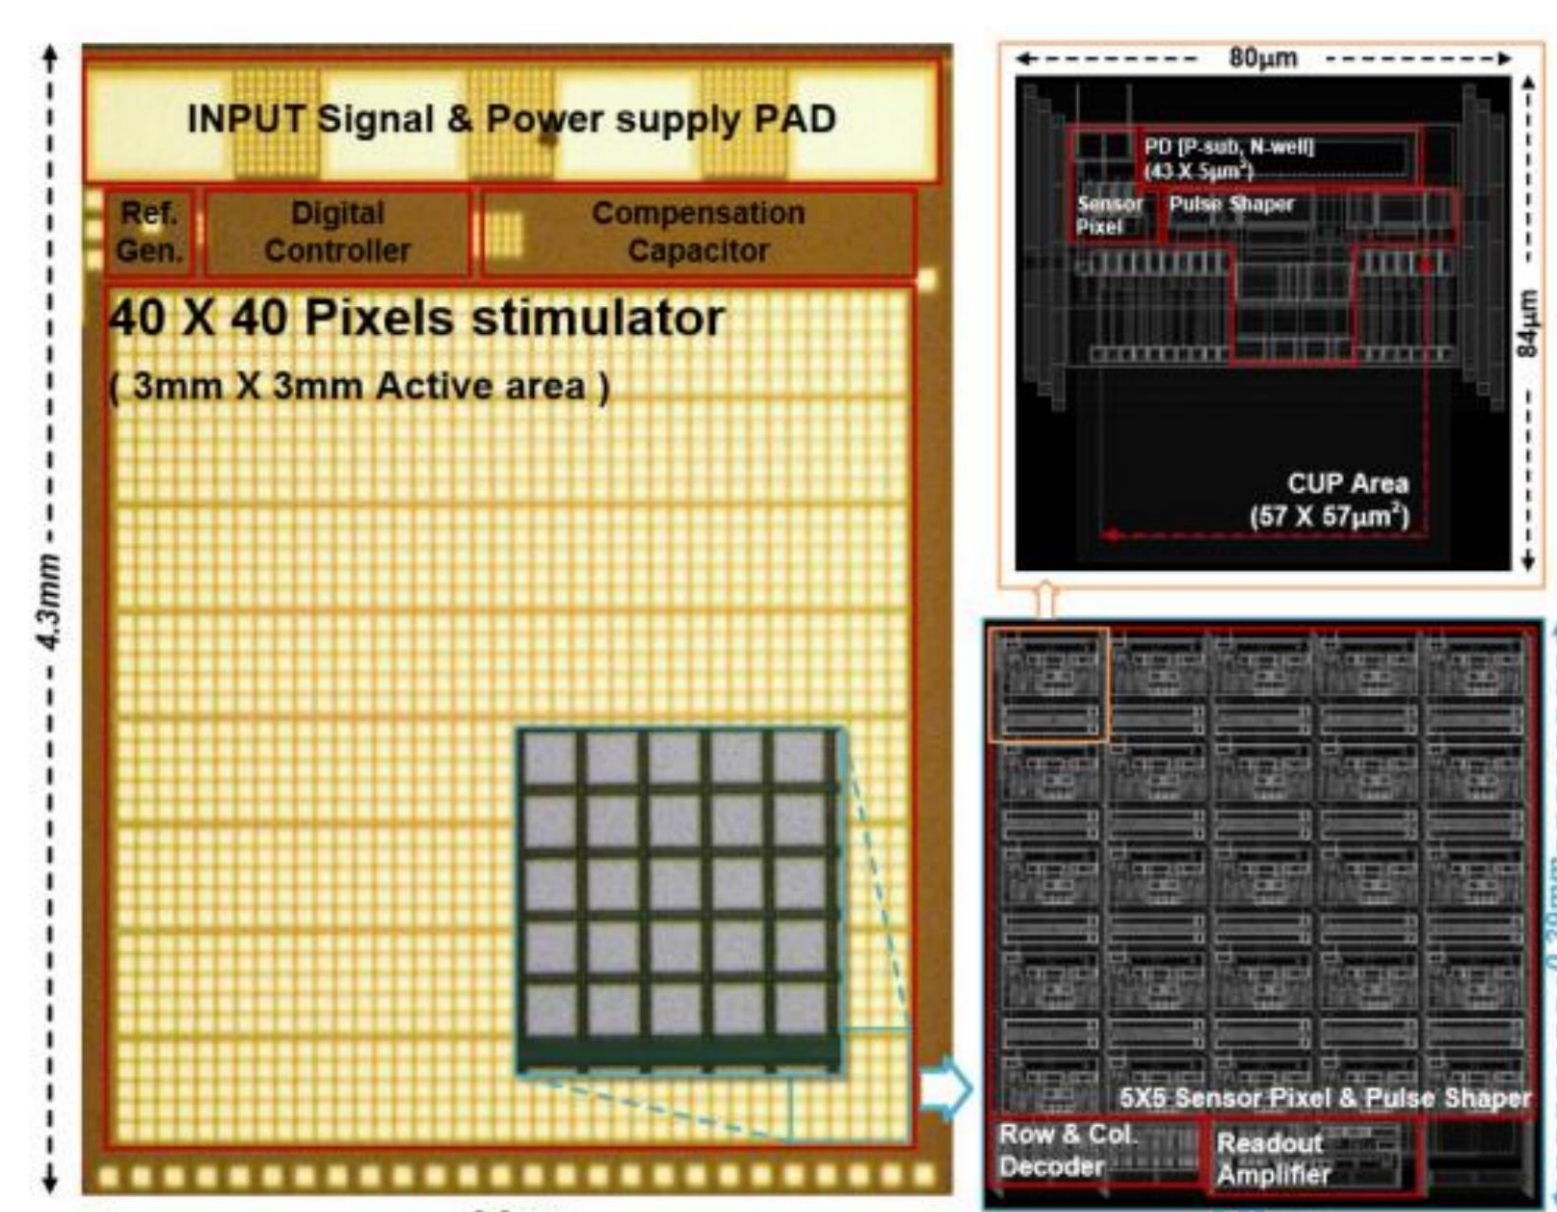 INPUT Signal & Power supply PAD
Ref.
Gen.
Digital
Controller
Compensation
Capacitor
40 X 40 Pixels stimulator
( 3mm X 3mm Active area )
4.3mm
80μm
PD [P-sub, N-well]
(43 X 5μm²)
Sensor
Pixel
Pulse Shaper
84μm
CUP Area
(57 X 57μm²)
5X5 Sensor Pixel & Pulse Shaper
Row & Col.
Decoder
Readout
Amplifier